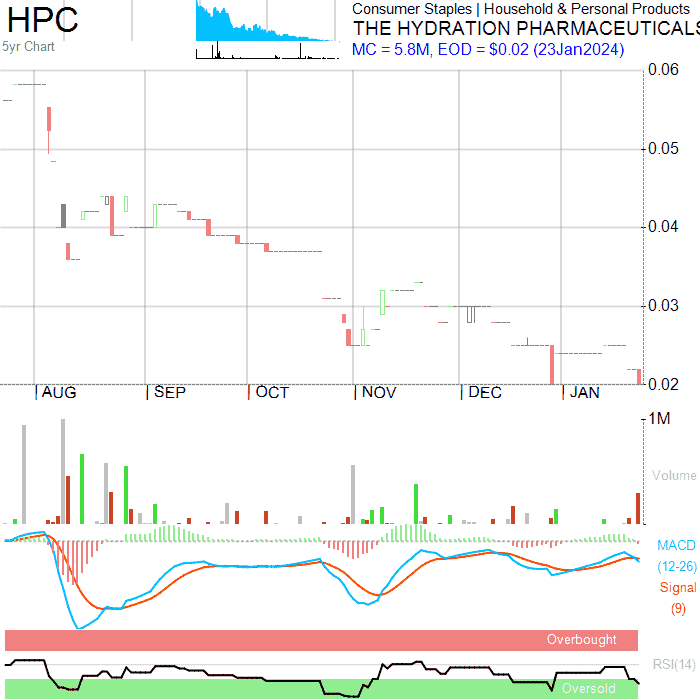 HPC
5yr Chart
Consumer Staples | Household & Personal Products
THE HYDRATION PHARMACEUTICALS
MC = 5.8M, EOD = $0.02 (23Jan2024)
0.06
0.05
0.04
0.03
0.02
AUG SEP OCT NOV DEC JAN
1M
Volume
MACD
(12-26)
Signal
(9)
Overbought
RSI(14)
Oversold